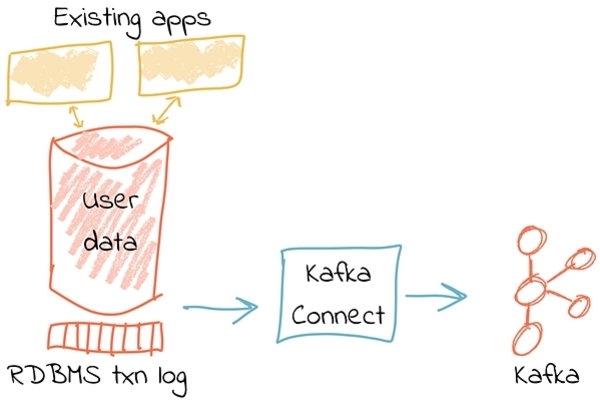 Existing apps
User
data
Kafka
Connect
RDBMS txn log
Kafka